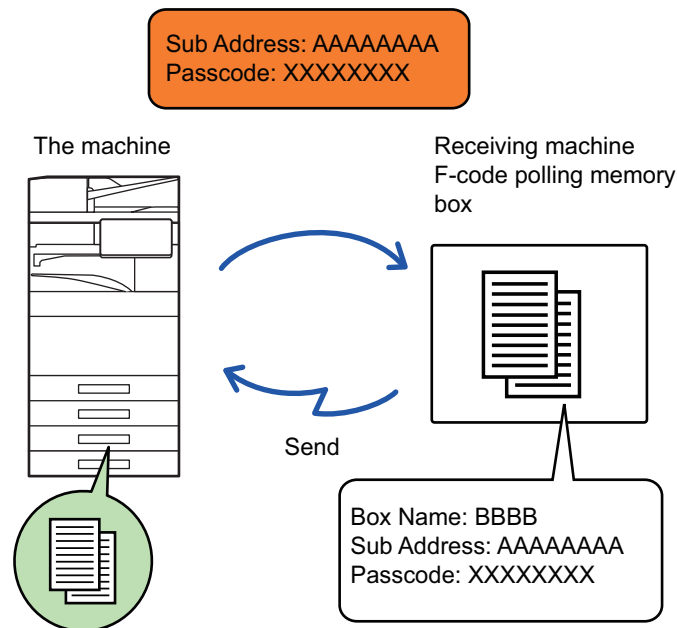 Sub Address: AAAAAAAA
Passcode: XXXXXXXX
The machine
Receiving machine
F-code polling memory
box
Send
Box Name: BBBB
Sub Address: AAAAAAAA
Passcode: XXXXXXXX